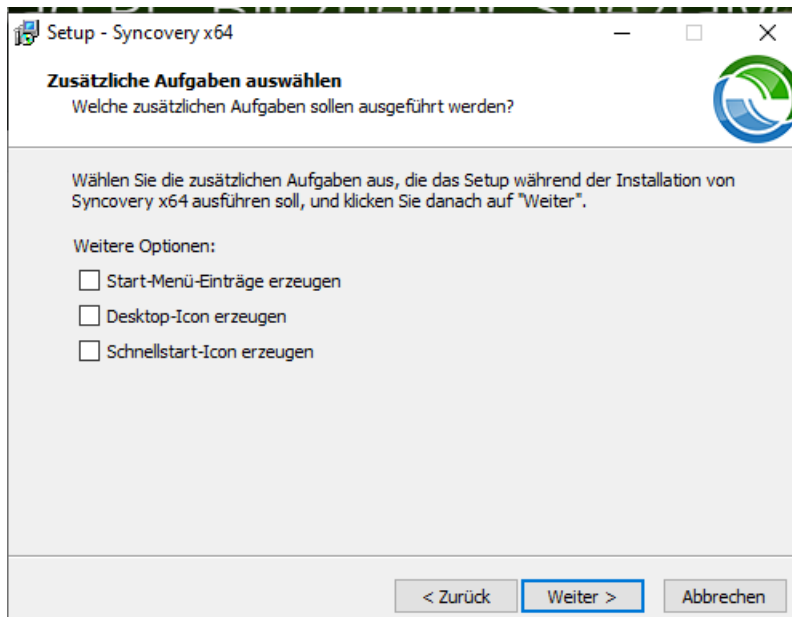 Setup - Syncovery x64
Zusätzliche Aufgaben auswählen
Welche zusätzlichen Aufgaben sollen ausgeführt werden?
Wählen Sie die zusätzlichen Aufgaben aus, die das Setup während der Installation von
Syncovery x64 ausführen soll, und klicken Sie danach auf "Weiter".
Weitere Optionen:
Start-Menü-Einträge erzeugen
Desktop-Icon erzeugen
Schnellstart-Icon erzeugen
< Zurück
Weiter >
Abbrechen